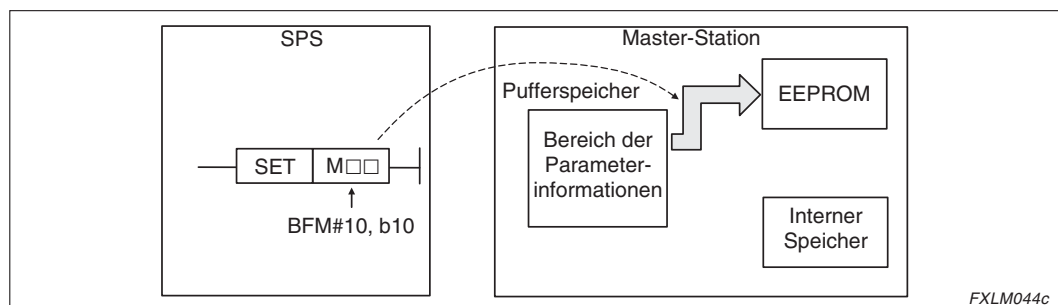 SPS
SET M□□
BFM#10, b10
Master-Station
Pufferspeicher
Bereich der
Parameter-
informationen
EEPROM
Interner
Speicher
FXLM044c